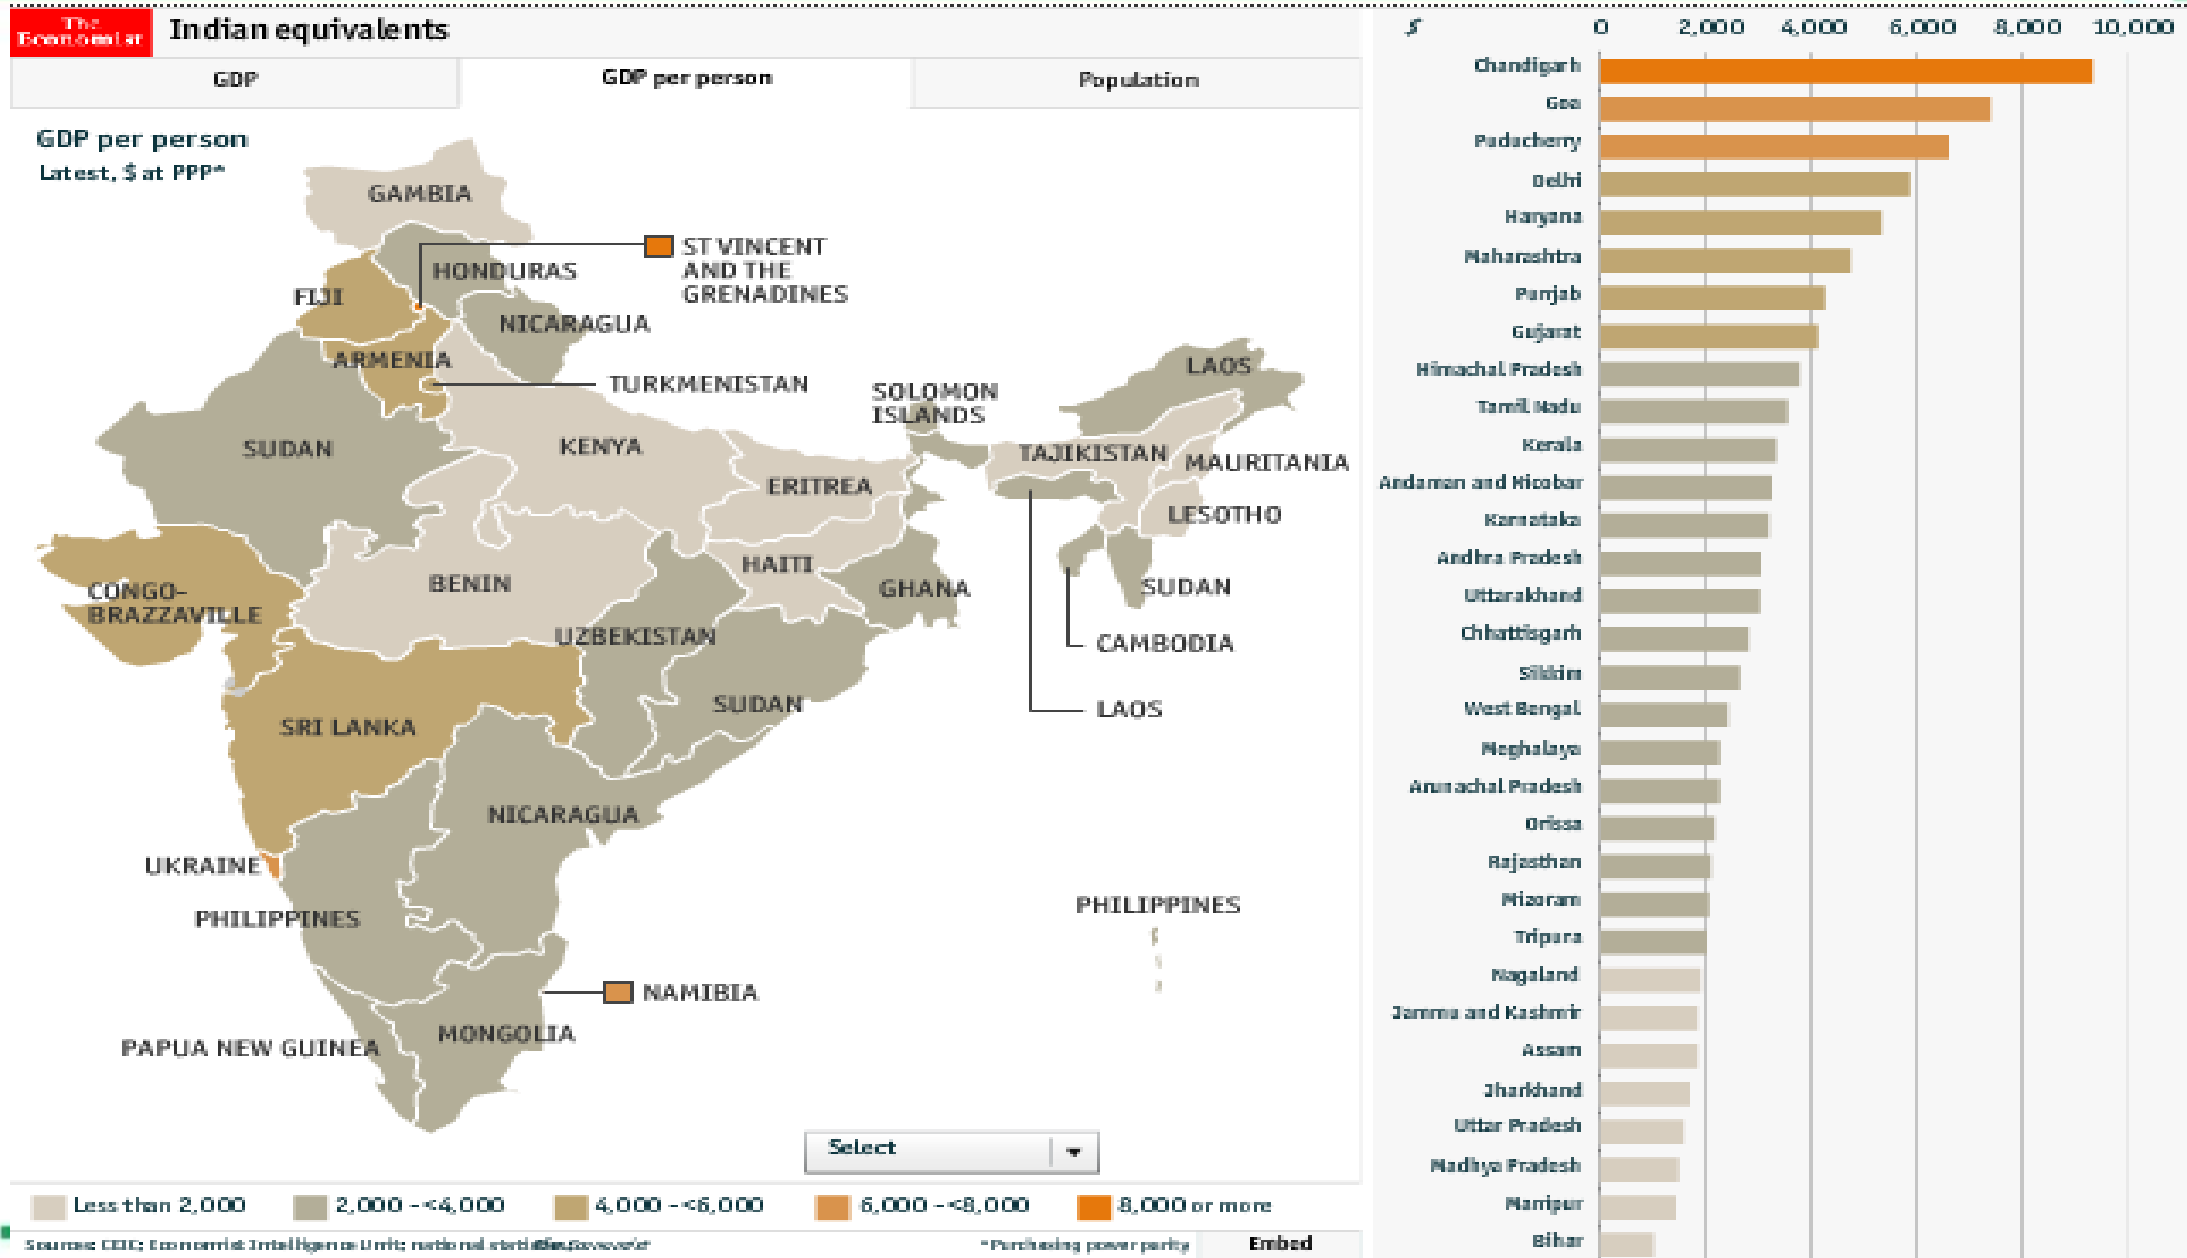 The Economist
Indian equivalents
GDP
GDP per person
Population
GDP per person
Latest, $ at PPP*
GAMBIA
ST VINCENT
AND THE
GRENADINES
HONDURAS
FIJI
NICARAGUA
ARMENIA
TURKMENISTAN
LAOS
SOLOMON
ISLANDS
SUDAN
KENYA
TAJIKISTAN
MAURITANIA
ERITREA
LESOTHO
HAITI
BENIN
GHANA
SUDAN
CONGO-
BRAZZAVILLE
UZBEKISTAN
CAMBODIA
SUDAN
LAOS
SRI LANKA
NICARAGUA
UKRAINE
PHILIPPINES
PHILIPPINES
NAMIBIA
MONGOLIA
PAPUA NEW GUINEA
Select
Less than 2,000
2,000 –<4,000
4,000 –<6,000
6,000 –<8,000
8,000 or more
Sources: CEIC; Economist Intelligence Unit; national statistics;
*Purchasing power parity
Embed
$ 0 2,000 4,000 6,000 8,000 10,000
Chandigarh
Goa
Puducherry
Delhi
Haryana
Maharashtra
Punjab
Gujarat
Himachal Pradesh
Tamil Nadu
Kerala
Andaman and Nicobar
Karnataka
Andhra Pradesh
Uttarakhand
Chhattisgarh
Sikkim
West Bengal
Meghalaya
Arunachal Pradesh
Orissa
Rajasthan
Mizoram
Tripura
Nagaland
Jammu and Kashmir
Assam
Jharkhand
Uttar Pradesh
Madhya Pradesh
Manipur
Bihar